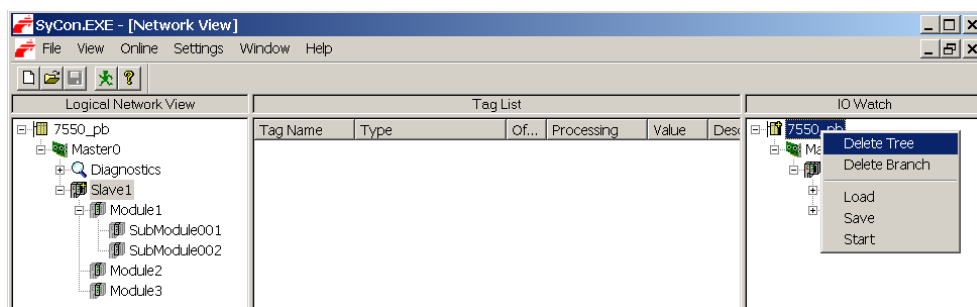 SyCon.EXE - [Network View]
File View Online Settings Window Help
Logical Network View
Tag List
IO Watch
7550_pb
Master0
Diagnostics
Slave1
Module1
SubModule001
SubModule002
Module2
Module3
Tag Name Type Of... Processing Value
7550_pb
Delete Tree
Delete Branch
Load
Save
Start